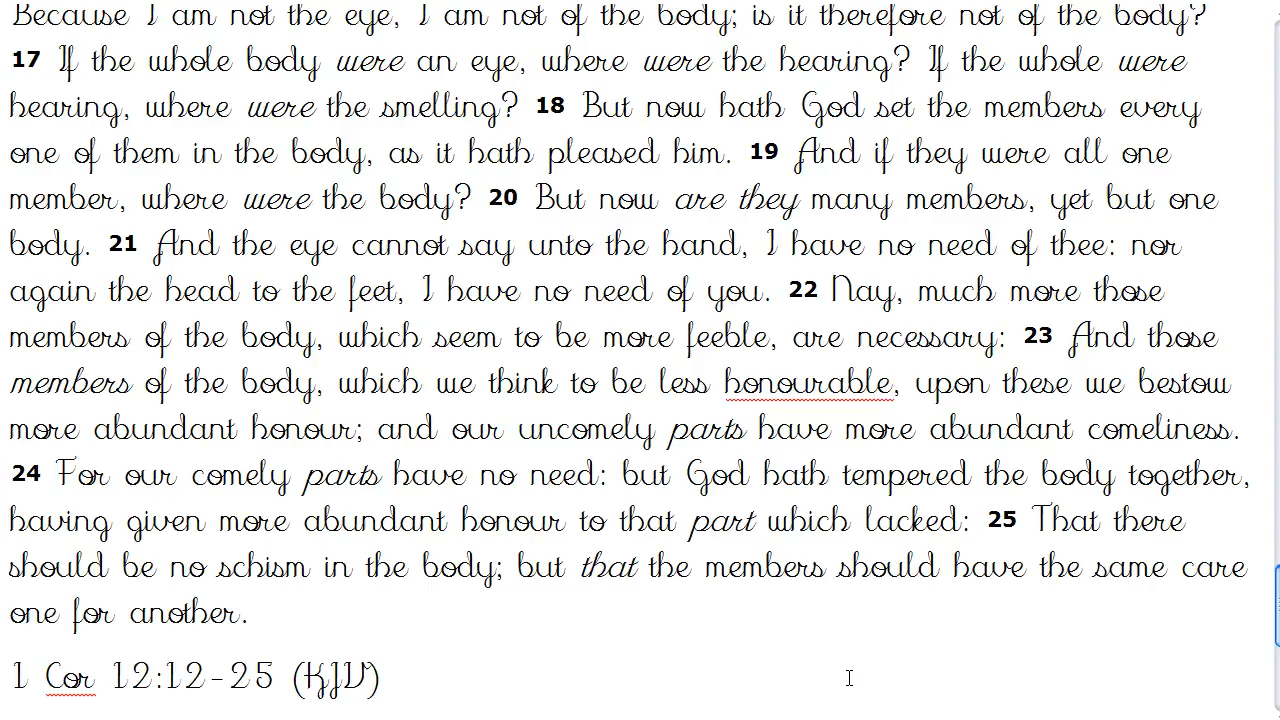 Because I am not the eye, I am not of the body; is it therefore not of the body?
17 If the whole body were an eye, where were the hearing? If the whole were
hearing, where were the smelling? 18 But now hath God set the members every
one of them in the body, as it hath pleased him. 19 And if they were all one
member, where were the body? 20 But now are they many members, yet but one
body. 21 And the eye cannot say unto the hand, I have no need of thee: nor
again the head to the feet, I have no need of you. 22 Nay, much more those
members of the body, which seem to be more feeble, are necessary: 23 And those
members of the body, which we think to be less honourable, upon these we bestow
more abundant honour; and our uncomely parts have more abundant comeliness.
24 For our comely parts have no need: but God hath tempered the body together,
having given more abundant honour to that part which lacked: 25 That there
should be no schism in the body; but that the members should have the same care
one for another.
1 Cor 12:12-25 (KJV)